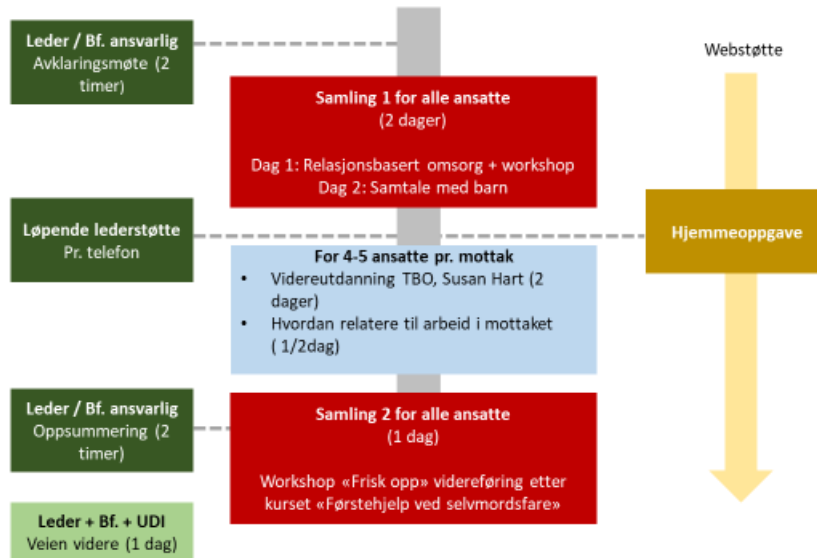 Leder / Bf. ansvarlig
Avklaringsmøte (2
timer)
Webstøtte
Samling 1 for alle ansatte
(2 dager)
Dag 1: Relasjonsbasert omsorg + workshop
Dag 2: Samtale med barn
Løpende lederstøtte
Pr. telefon
Hjemmeoppgave
For 4-5 ansatte pr. mottak
• Videreutdanning TBO, Susan Hart (2
dager)
• Hvordan relatere til arbeid i mottaket
( 1/2dag)
Leder / Bf. ansvarlig
Oppsummering (2
timer)
Samling 2 for alle ansatte
(1 dag)
Workshop «Frisk opp» videreføring etter
kurset «Førstehjelp ved selvmordsfare»
Leder + Bf. + UDI
Veien videre (1 dag)